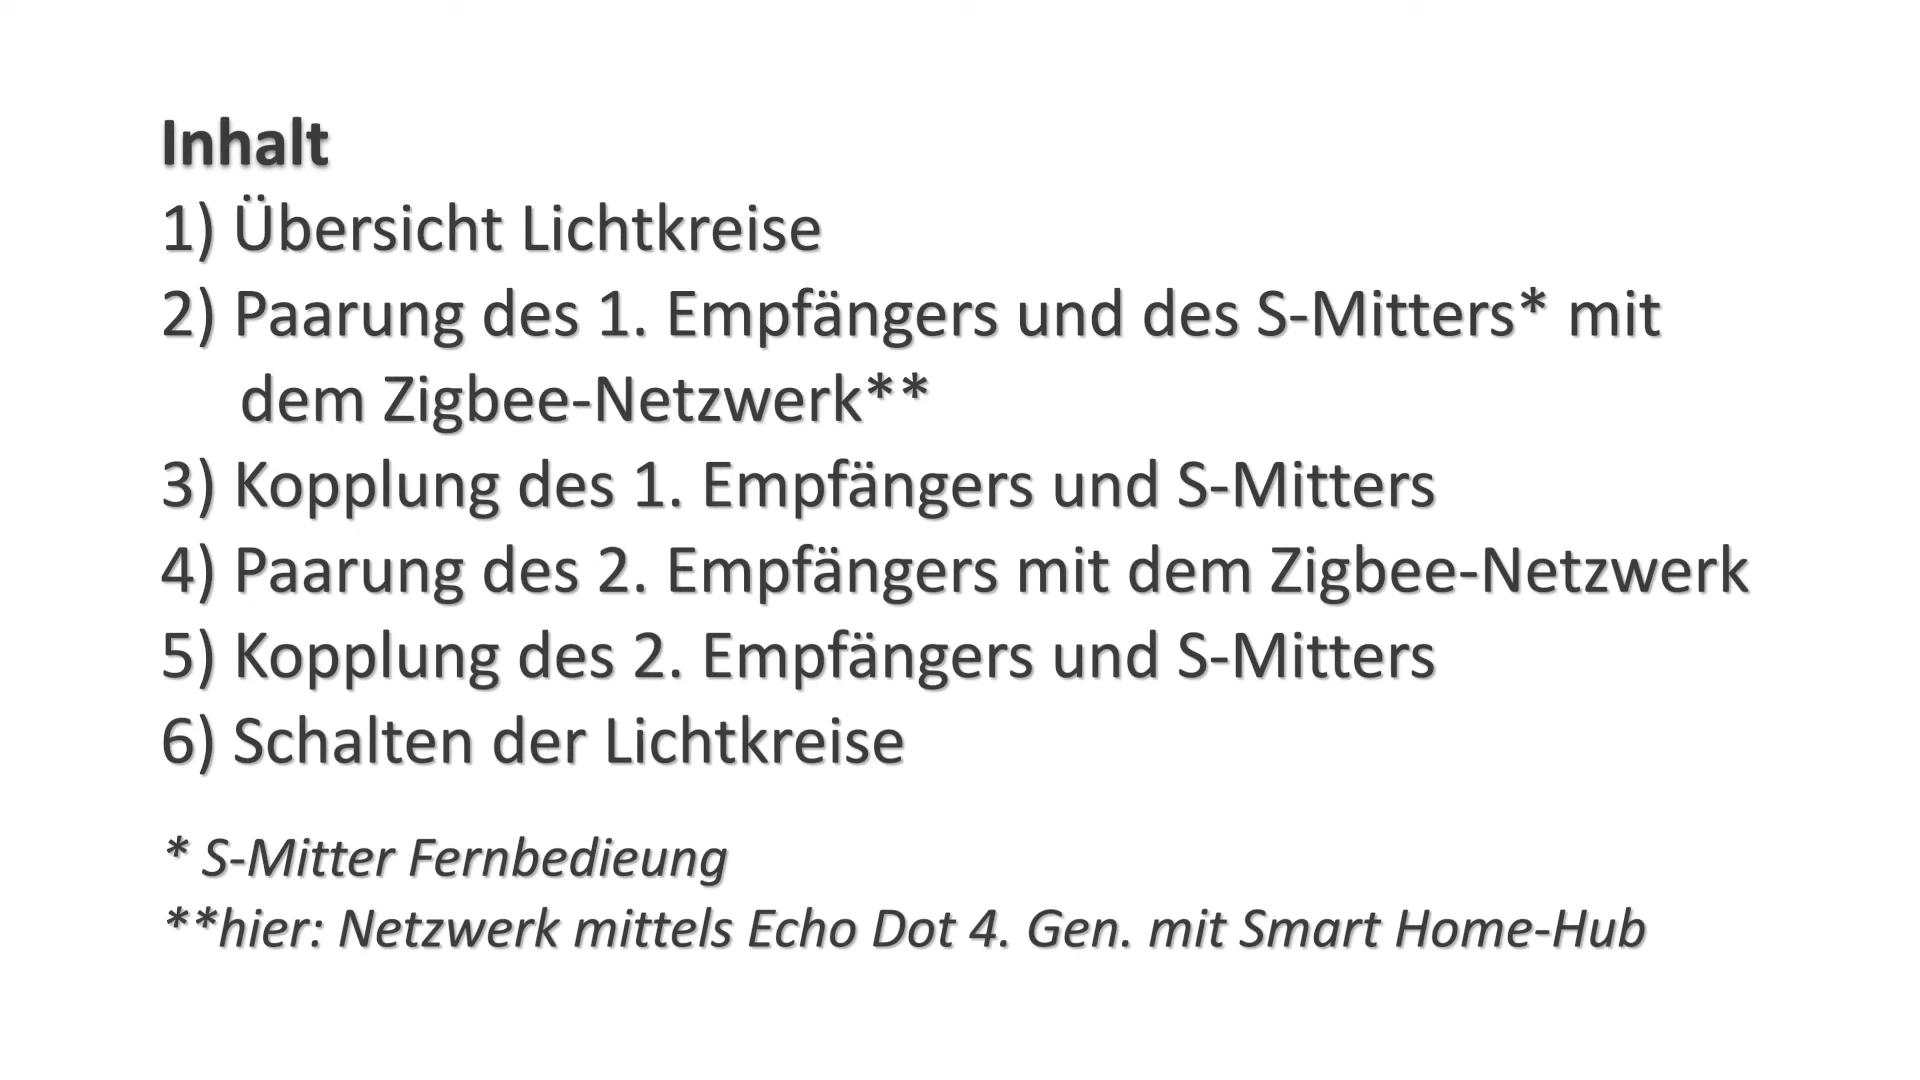 Inhalt
1) Übersicht Lichtkreise
2) Paarung des 1. Empfängers und des S-Mitters* mit
dem Zigbee-Netzwerk**
3) Kopplung des 1. Empfängers und S-Mitters
4) Paarung des 2. Empfängers mit dem Zigbee-Netzwerk
5) Kopplung des 2. Empfängers und S-Mitters
6) Schalten der Lichtkreise
* S-Mitter Fernbedieung
**hier: Netzwerk mittels Echo Dot 4. Gen. mit Smart Home-Hub